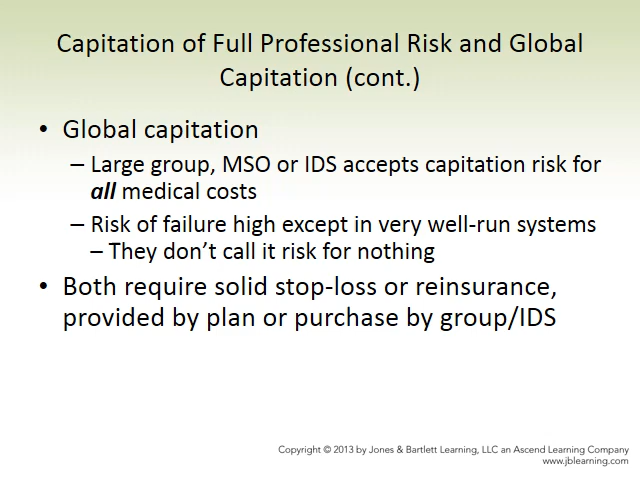 Capitation of Full Professional Risk and Global
Capitation (cont.)
• Global capitation
– Large group, MSO or IDS accepts capitation risk for
all medical costs
– Risk of failure high except in very well-run systems
– They don’t call it risk for nothing
• Both require solid stop-loss or reinsurance,
provided by plan or purchase by group/IDS
Copyright © 2013 by Jones & Bartlett Learning, LLC an Ascend Learning Company
www.jblearning.com